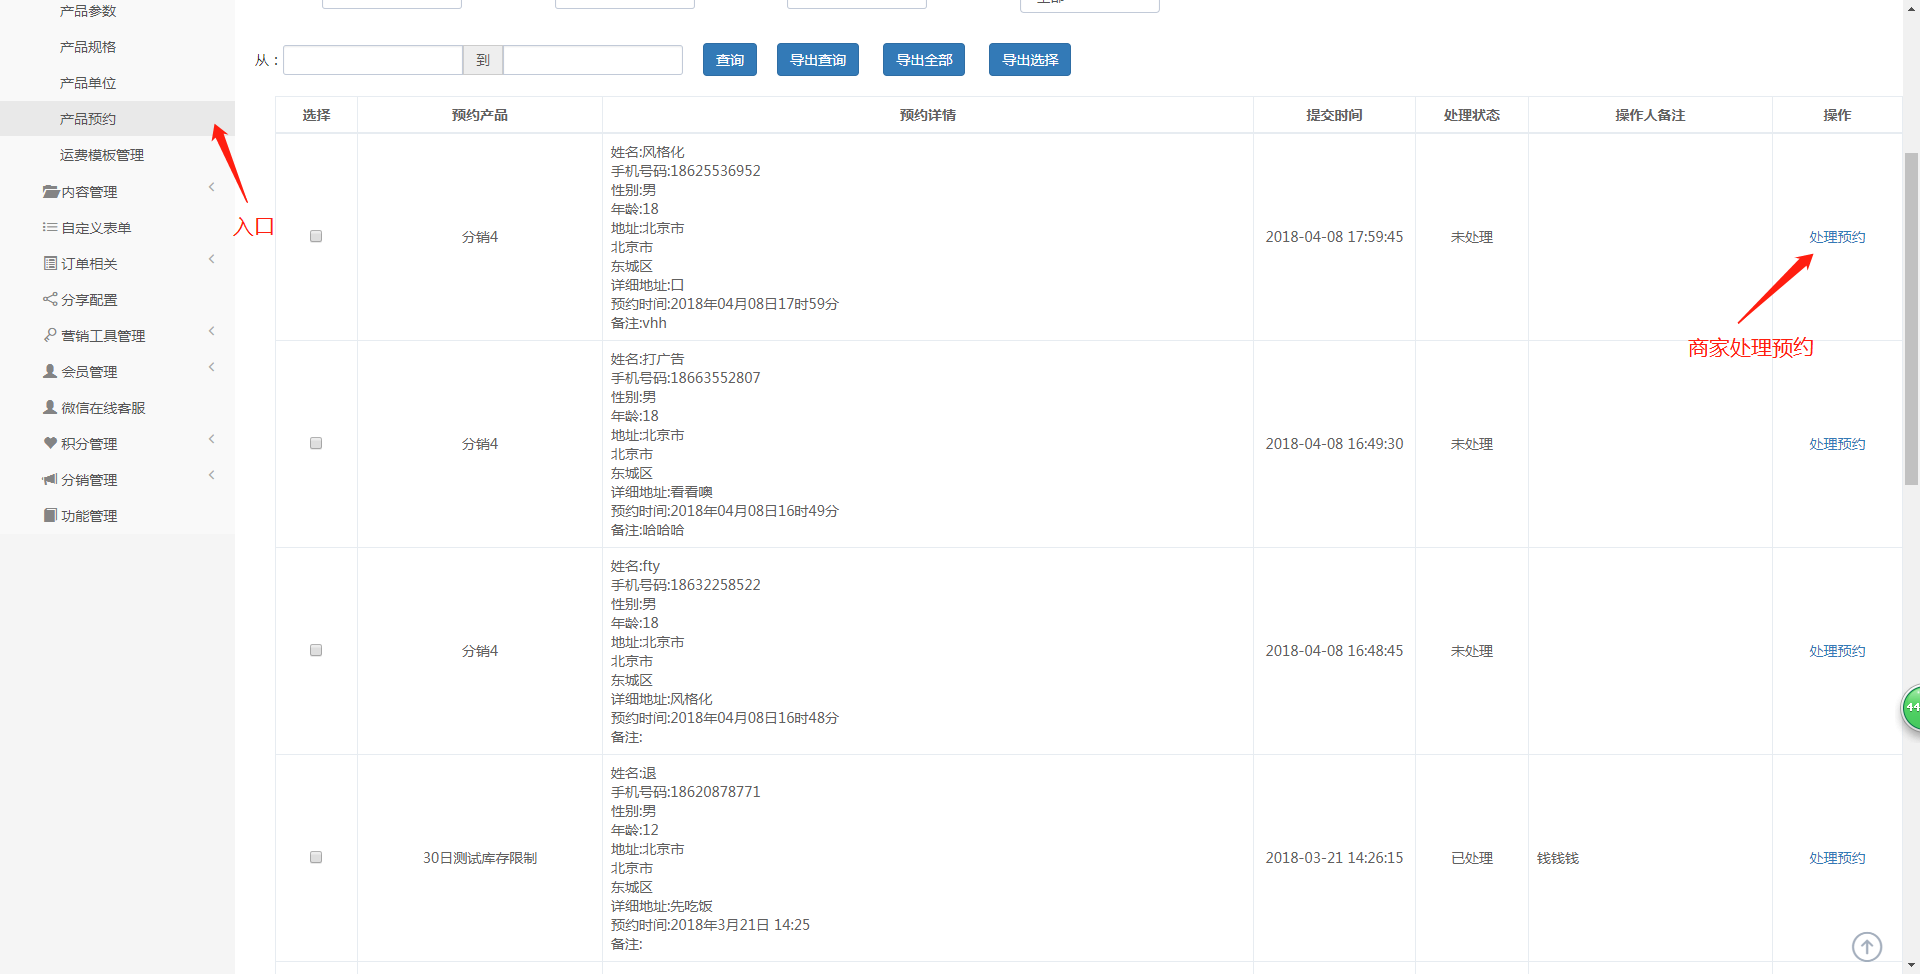 产品参数
产品规格
产品单位
产品预约
运费模板管理
内容管理
自定义表单
订单相关
分享配置
营销工具管理
会员管理
微信在线客服
积分管理
分销管理
功能管理
入口
从：
到
查询
导出查询
导出全部
导出选择
选择 预约产品 预约详情 提交时间 处理状态 操作人备注 操作
分销4
姓名:风格化
手机号码:18625536952
性别:男
年龄:18
地址:北京市
北京市
东城区
详细地址:口
预约时间:2018年04月08日17时59分
备注:vhh
2018-04-08 17:59:45
未处理
处理预约
商家处理预约
分销4
姓名:打广告
手机号码:18663552807
性别:男
年龄:18
地址:北京市
北京市
东城区
详细地址:看看噢
预约时间:2018年04月08日16时49分
备注:哈哈哈
2018-04-08 16:49:30
未处理
处理预约
分销4
姓名:fty
手机号码:18632258522
性别:男
年龄:18
地址:北京市
北京市
东城区
详细地址:风格化
预约时间:2018年04月08日16时48分
备注:
2018-04-08 16:48:45
未处理
处理预约
30日测试库存限制
姓名:退
手机号码:18620878771
性别:男
年龄:12
地址:北京市
北京市
东城区
详细地址:先吃饭
预约时间:2018年3月21日 14:25
备注:
2018-03-21 14:26:15
已处理
钱钱钱
处理预约
44